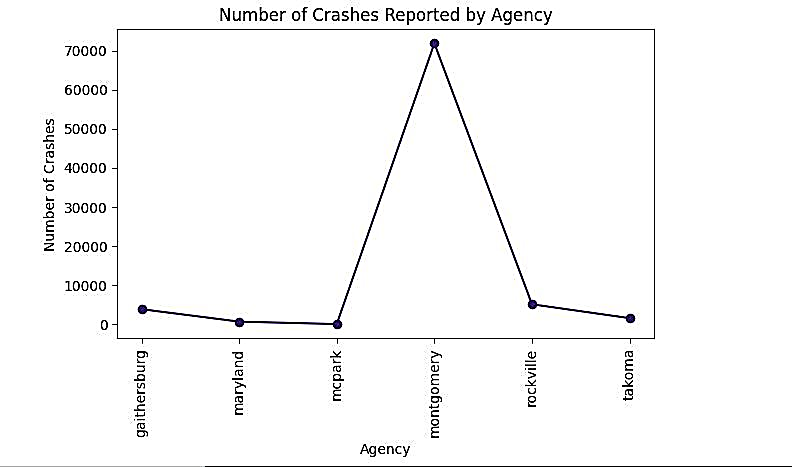 Number of Crashes Reported by Agency
70000
60000
50000
40000
30000
20000
10000
0
Number of Crashes
gaithersburg
maryland
mcpark
montgomery
rockville
takoma
Agency